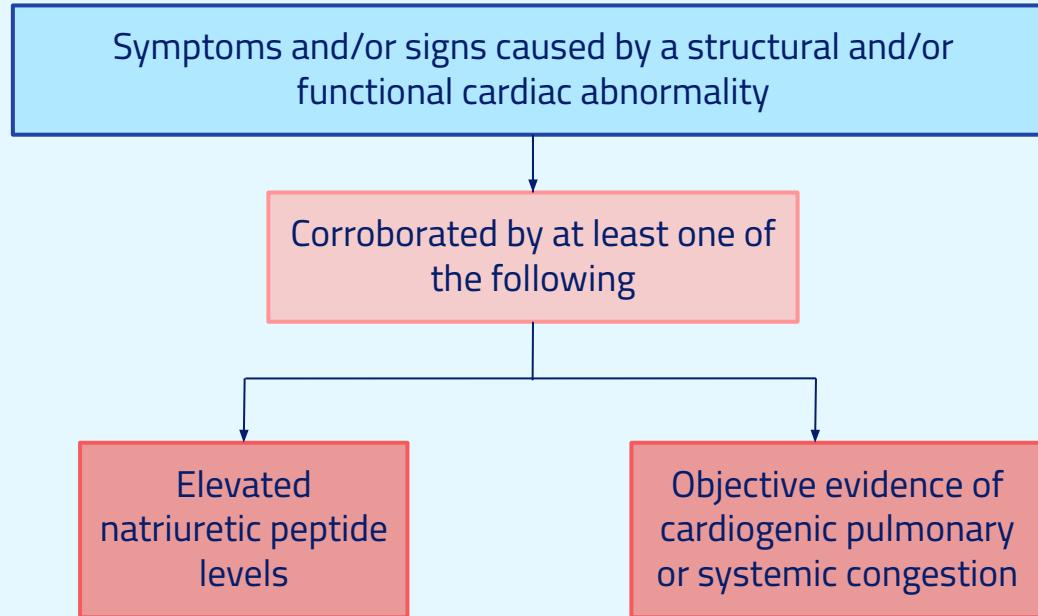 Symptoms and/or signs caused by a structural and/or
functional cardiac abnormality
Corroborated by at least one of
the following
Elevated
natriuretic peptide
levels
Objective evidence of
cardiogenic pulmonary
or systemic congestion